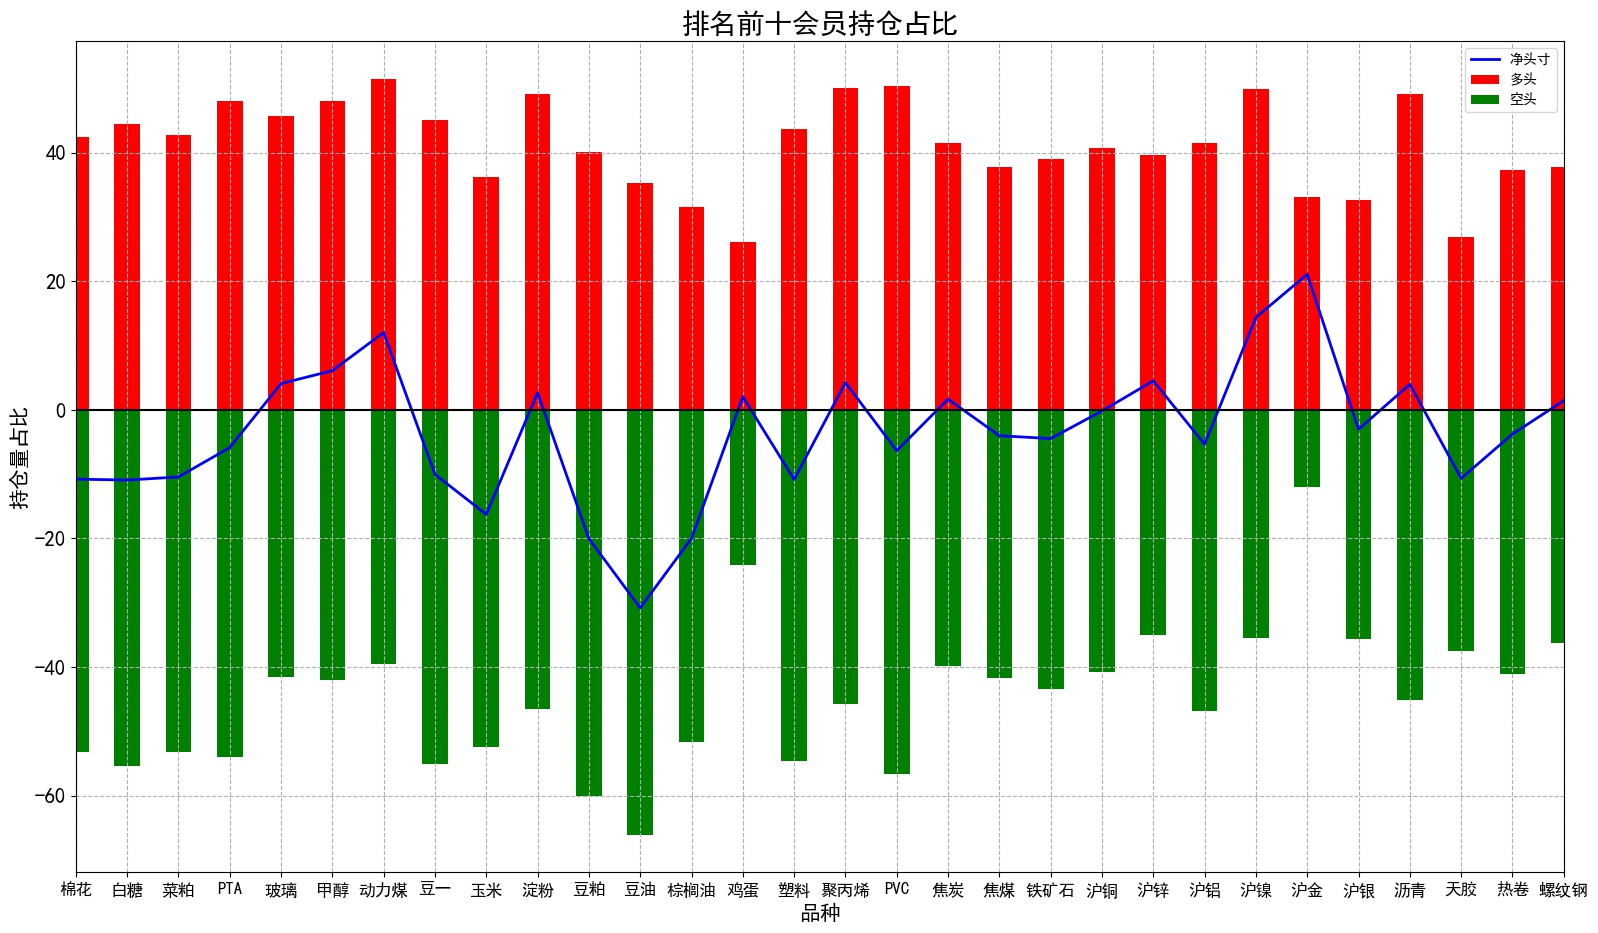 排名前十会员持仓占比
净头寸
多头
空头
持仓量占比
40
20
0
−20
−40
−60
棉花 白糖 菜粕 PTA 玻璃 甲醇 动力煤 豆一 玉米 淀粉 豆粕 豆油 棕榈油 鸡蛋 塑料 聚丙烯 PVC 焦炭 焦煤 铁矿石 沪铜 沪锌 沪铝 沪镍 沪金 沪银 沥青 天胶 热卷 螺纹钢
品种